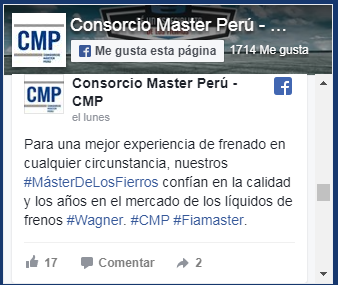 Consorcio Master Perú - ...
CMP
Me gusta esta página
1714 Me gusta
CMP
Consorcio Master Perú -
CMP
el lunes
Para una mejor experiencia de frenado en
cualquier circunstancia, nuestros
#MásterDeLosFierros confían en la calidad
y los años en el mercado de los líquidos de
frenos #Wagner. #CMP #Fiamaster.
17
Comentar
2